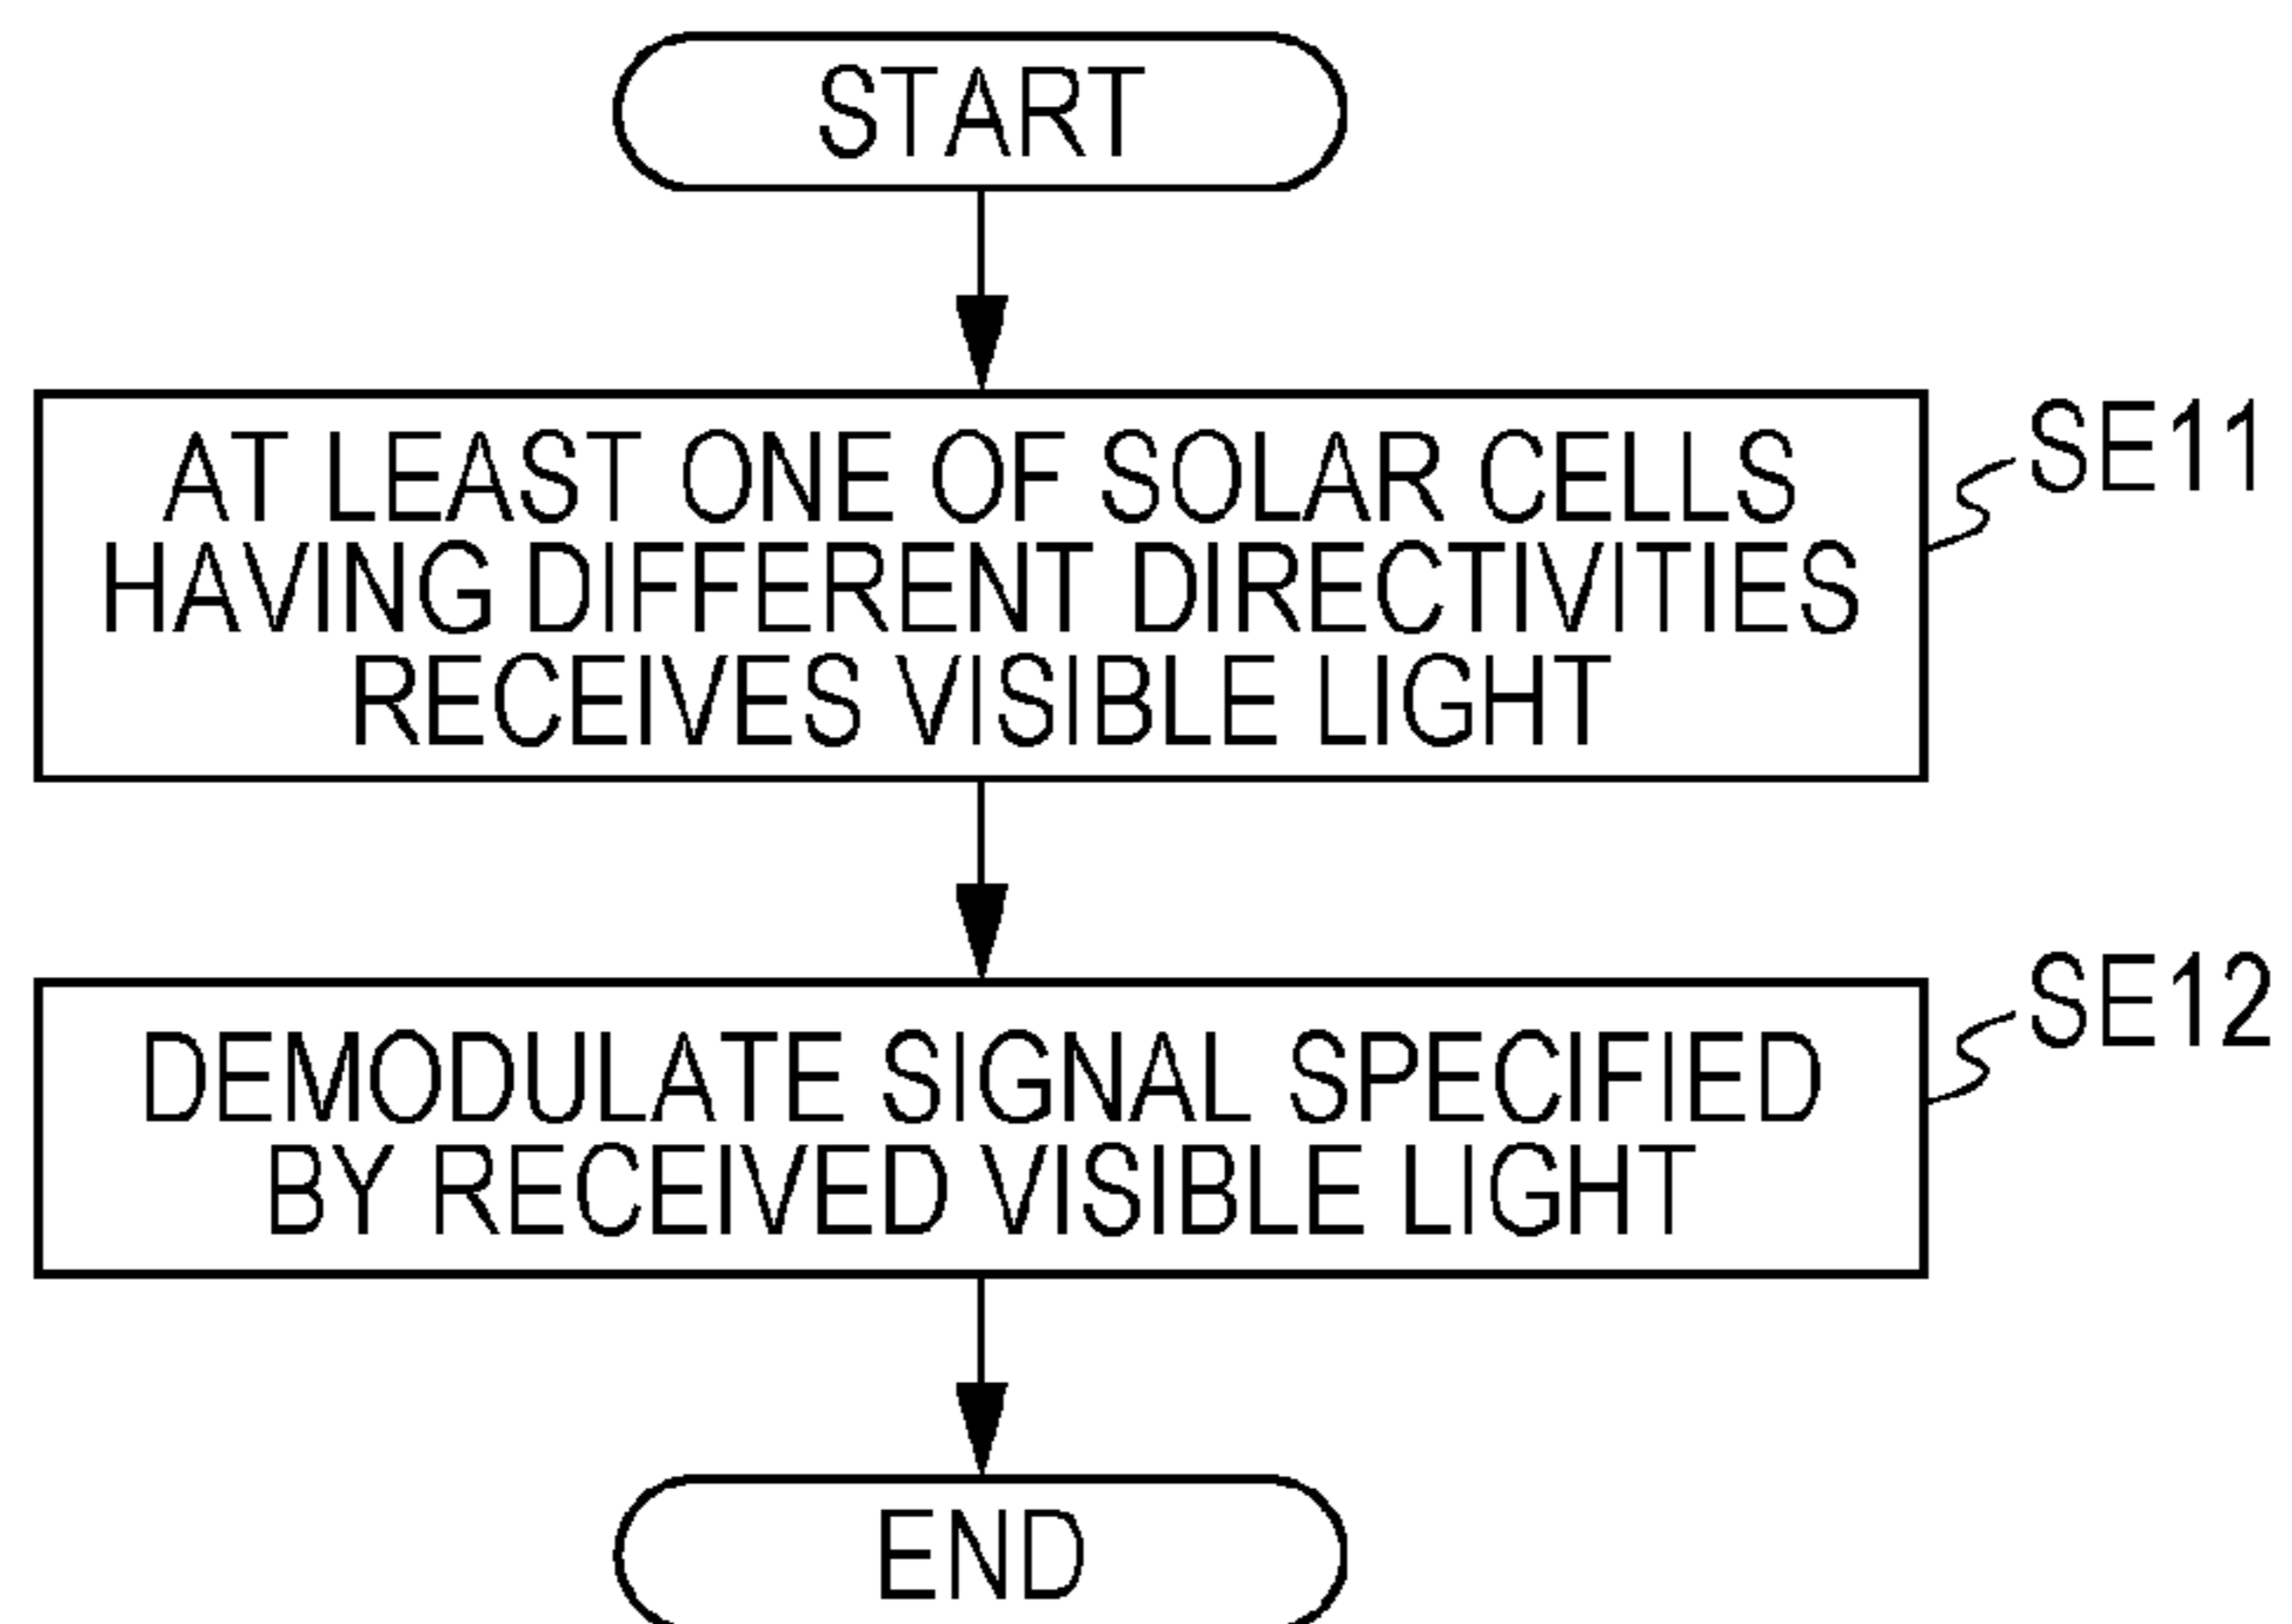 START
AT LEAST ONE OF SOLAR CELLS
HAVING DIFFERENT DIRECTIVITIES
RECEIVES VISIBLE LIGHT
SE11
DEMODULATE SIGNAL SPECIFIED
BY RECEIVED VISIBLE LIGHT
SE12
END